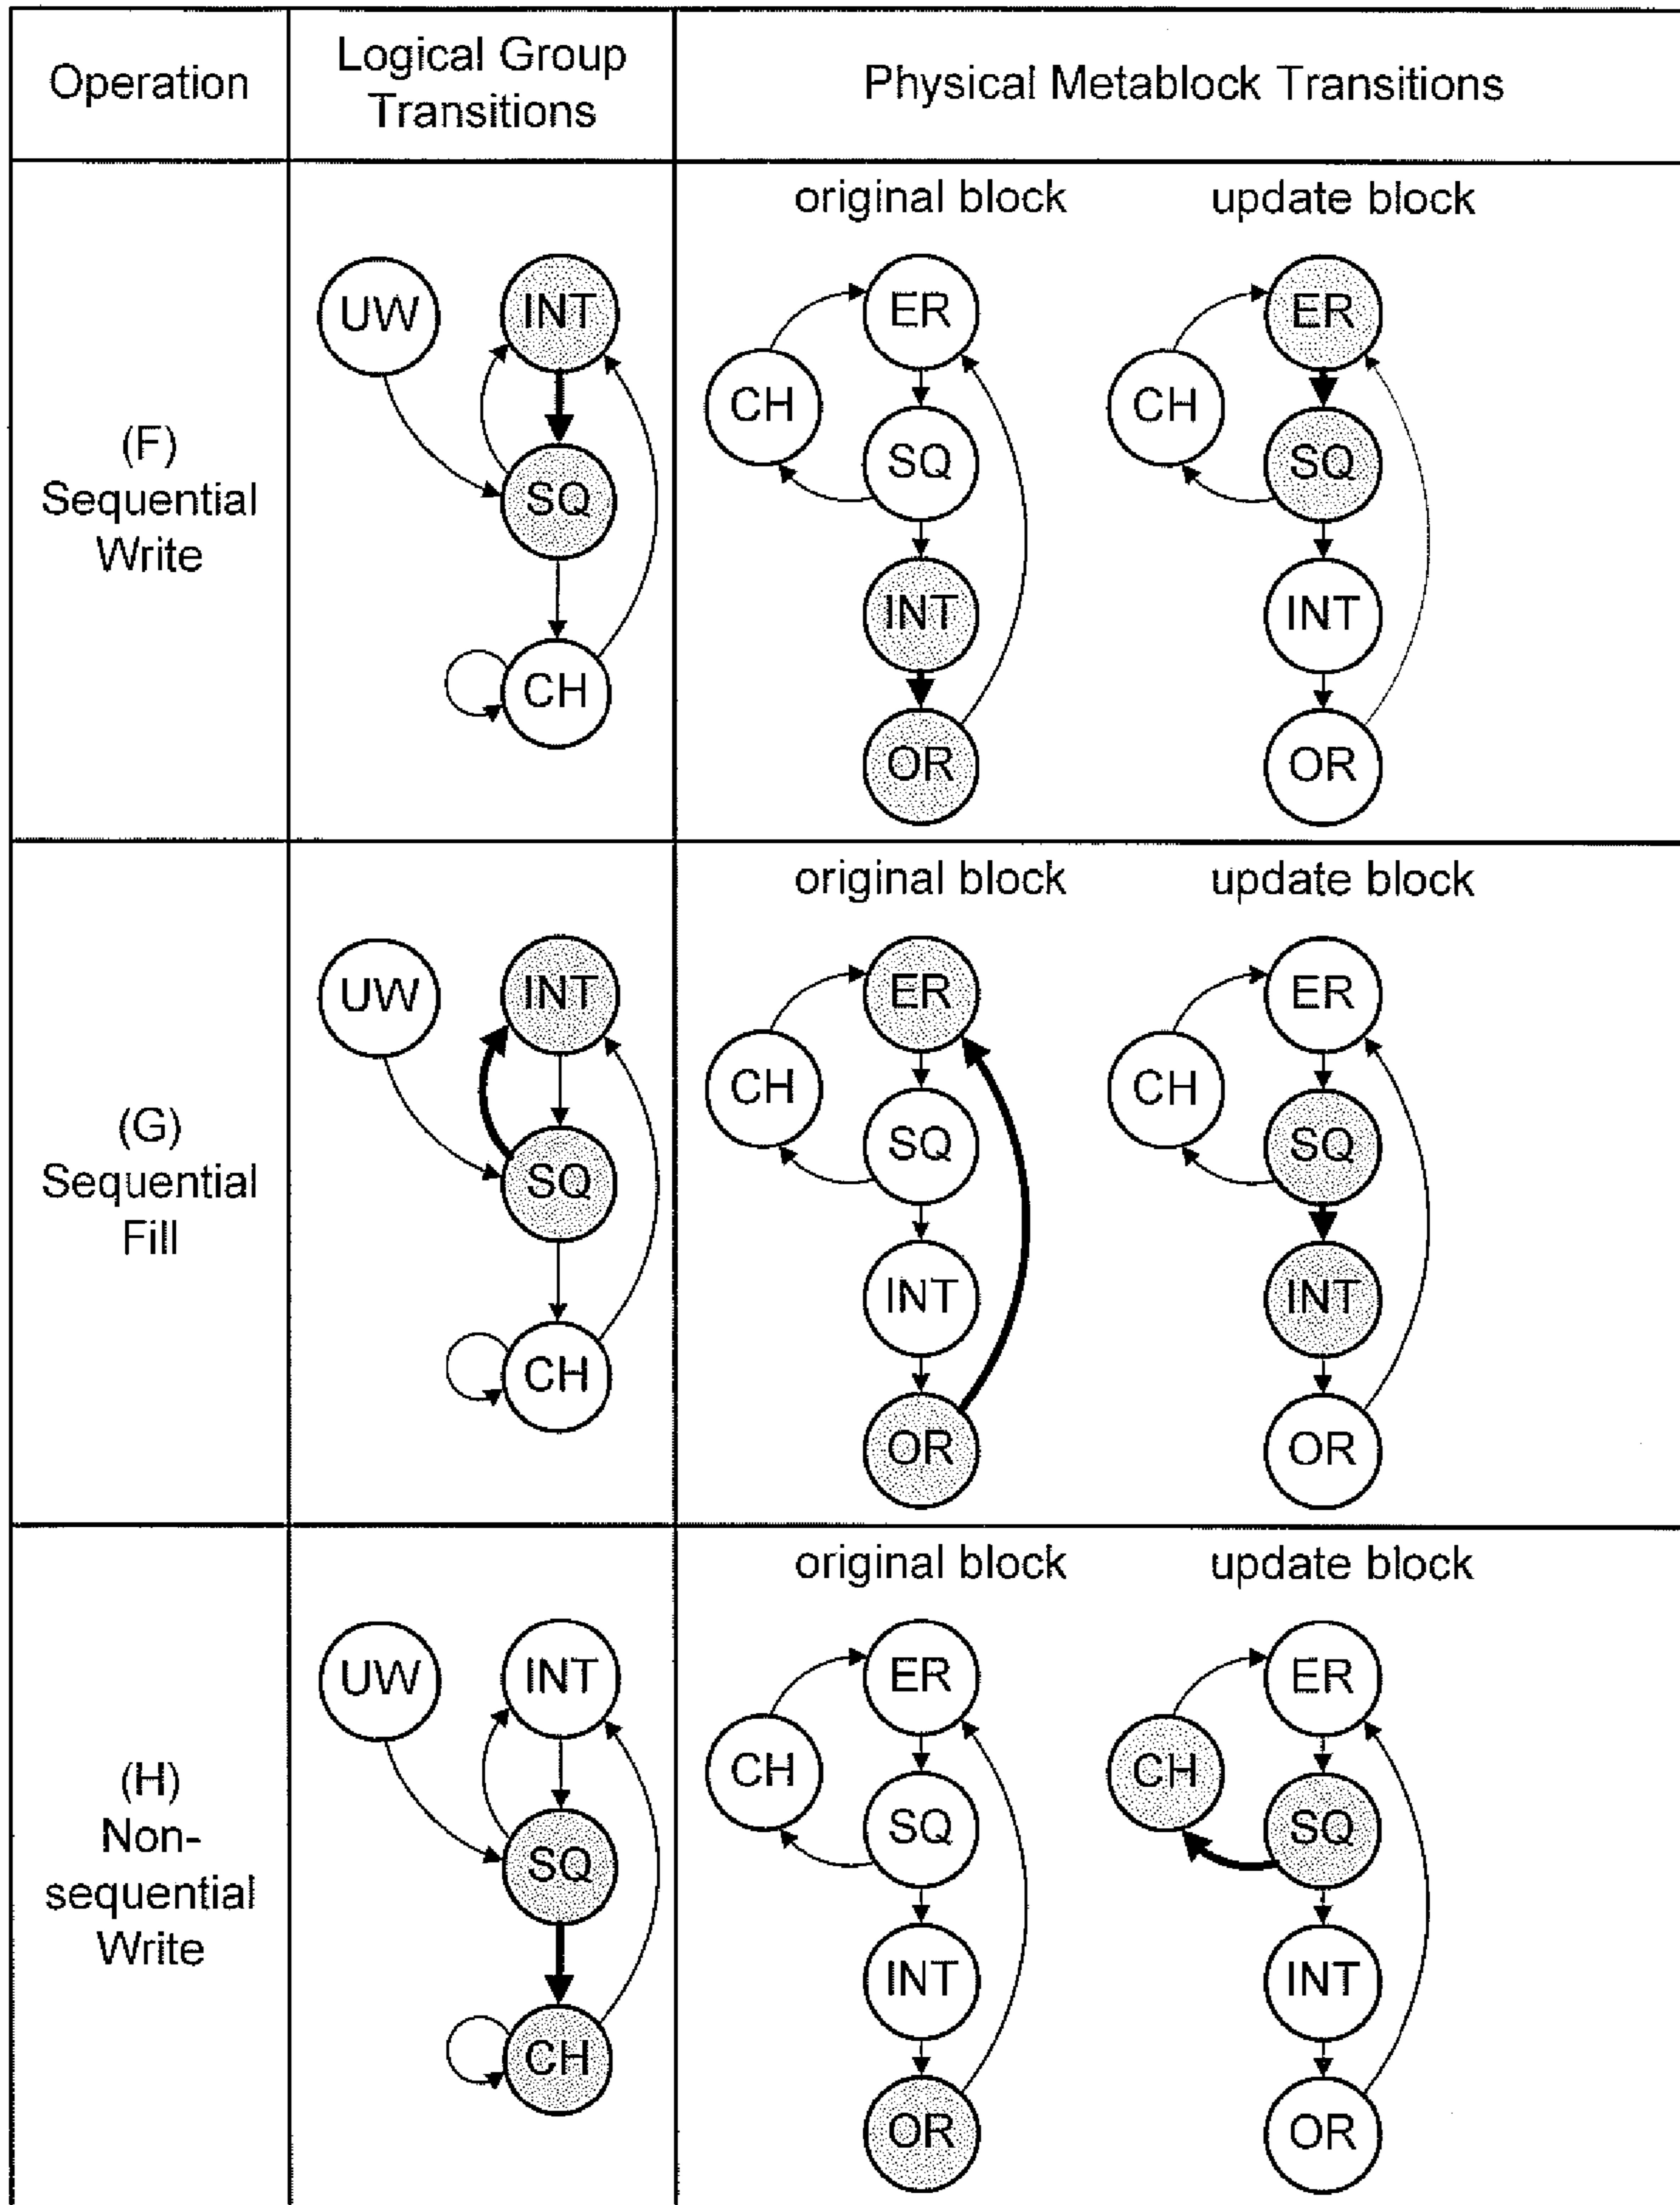 Operation
Logical Group
Transitions
Physical Metablock Transitions
(F)
Sequential
Write
UW
INT
SQ
CH
original block
ER
CH
SQ
INT
OR
update block
ER
CH
SQ
INT
OR
(G)
Sequential
Fill
UW
INT
SQ
CH
original block
ER
CH
SQ
INT
OR
update block
ER
CH
SQ
INT
OR
(H)
Non-
sequential
Write
UW
INT
SQ
CH
original block
ER
CH
SQ
INT
OR
update block
ER
CH
SQ
INT
OR